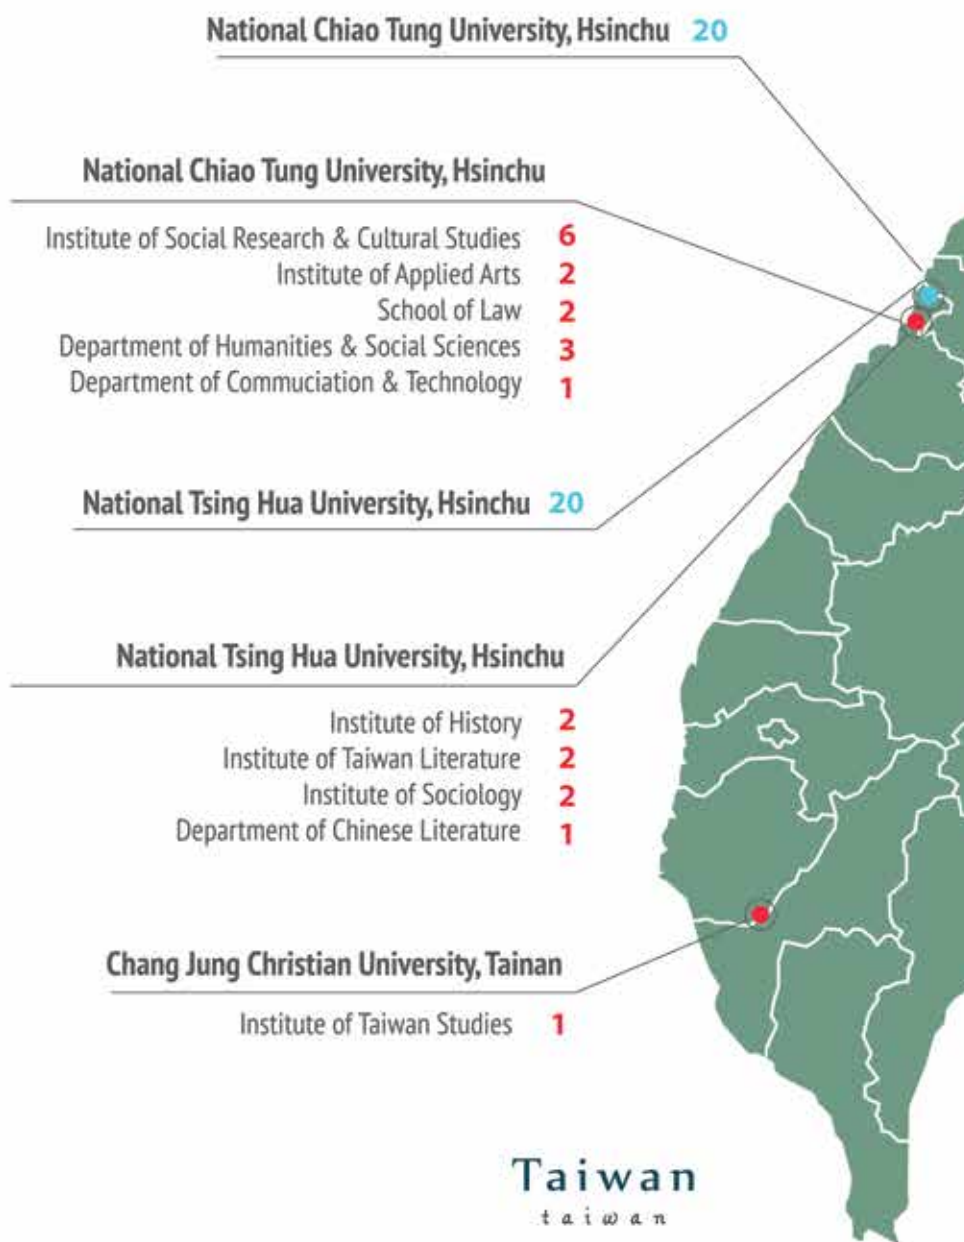 National Chiao Tung University, Hsinchu 20
National Chiao Tung University, Hsinchu
Institute of Social Research & Cultural Studies 6
Institute of Applied Arts 2
School of Law 2
Department of Humanities & Social Sciences 3
Department of Commuciation & Technology 1
National Tsing Hua University, Hsinchu 20
National Tsing Hua University, Hsinchu
Institute of History 2
Institute of Taiwan Literature 2
Institute of Sociology 2
Department of Chinese Literature 1
Chang Jung Christian University, Tainan
Institute of Taiwan Studies 1
Taiwan
taiwan